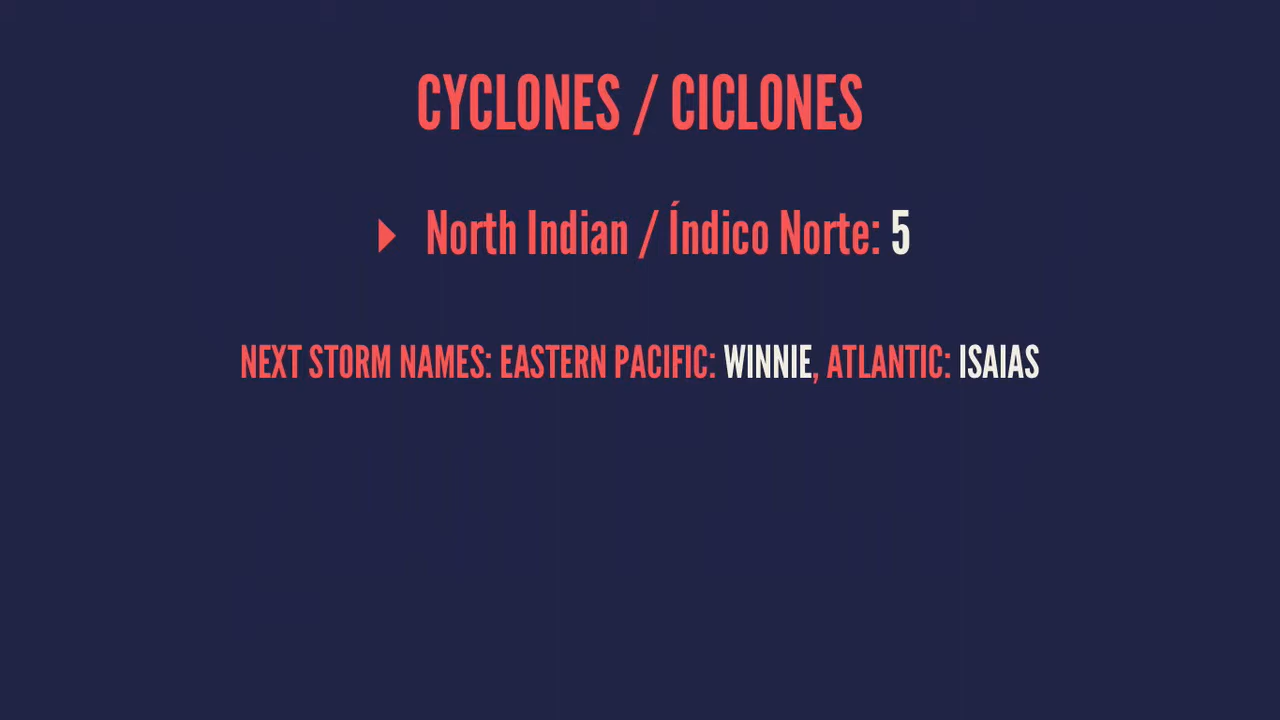 CYCLONES / CICLONES
North Indian / Índico Norte: 5
NEXT STORM NAMES: EASTERN PACIFIC: WINNIE, ATLANTIC: ISAIAS